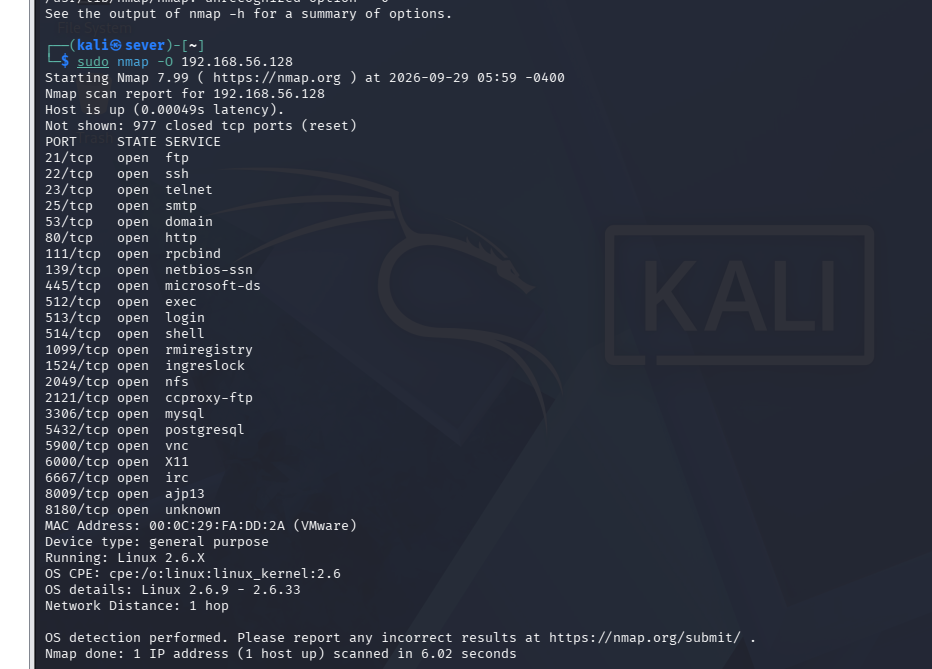 /usr/lib/nmap/nmap: unrecognized option
See the output of nmap -h for a summary of options.
┌──(kali㉿sever)-[~]
└─$ sudo nmap -O 192.168.56.128
Starting Nmap 7.99 ( https://nmap.org ) at 2026-09-29 05:59 -0400
Nmap scan report for 192.168.56.128
Host is up (0.00049s latency).
Not shown: 977 closed tcp ports (reset)
PORT     STATE SERVICE
21/tcp   open  ftp
22/tcp   open  ssh
23/tcp   open  telnet
25/tcp   open  smtp
53/tcp   open  domain
80/tcp   open  http
111/tcp  open  rpcbind
139/tcp  open  netbios-ssn
445/tcp  open  microsoft-ds
512/tcp  open  exec
513/tcp  open  login
514/tcp  open  shell
1099/tcp open  rmiregistry
1524/tcp open  ingreslock
2049/tcp open  nfs
2121/tcp open  ccproxy-ftp
3306/tcp open  mysql
5432/tcp open  postgresql
5900/tcp open  vnc
6000/tcp open  X11
6667/tcp open  irc
8009/tcp open  ajp13
8180/tcp open  unknown
MAC Address: 00:0C:29:FA:DD:2A (VMware)
Device type: general purpose
Running: Linux 2.6.X
OS CPE: cpe:/o:linux:linux_kernel:2.6
OS details: Linux 2.6.9 - 2.6.33
Network Distance: 1 hop
OS detection performed. Please report any incorrect results at https://nmap.org/submit/ .
Nmap done: 1 IP address (1 host up) scanned in 6.02 seconds
KALI